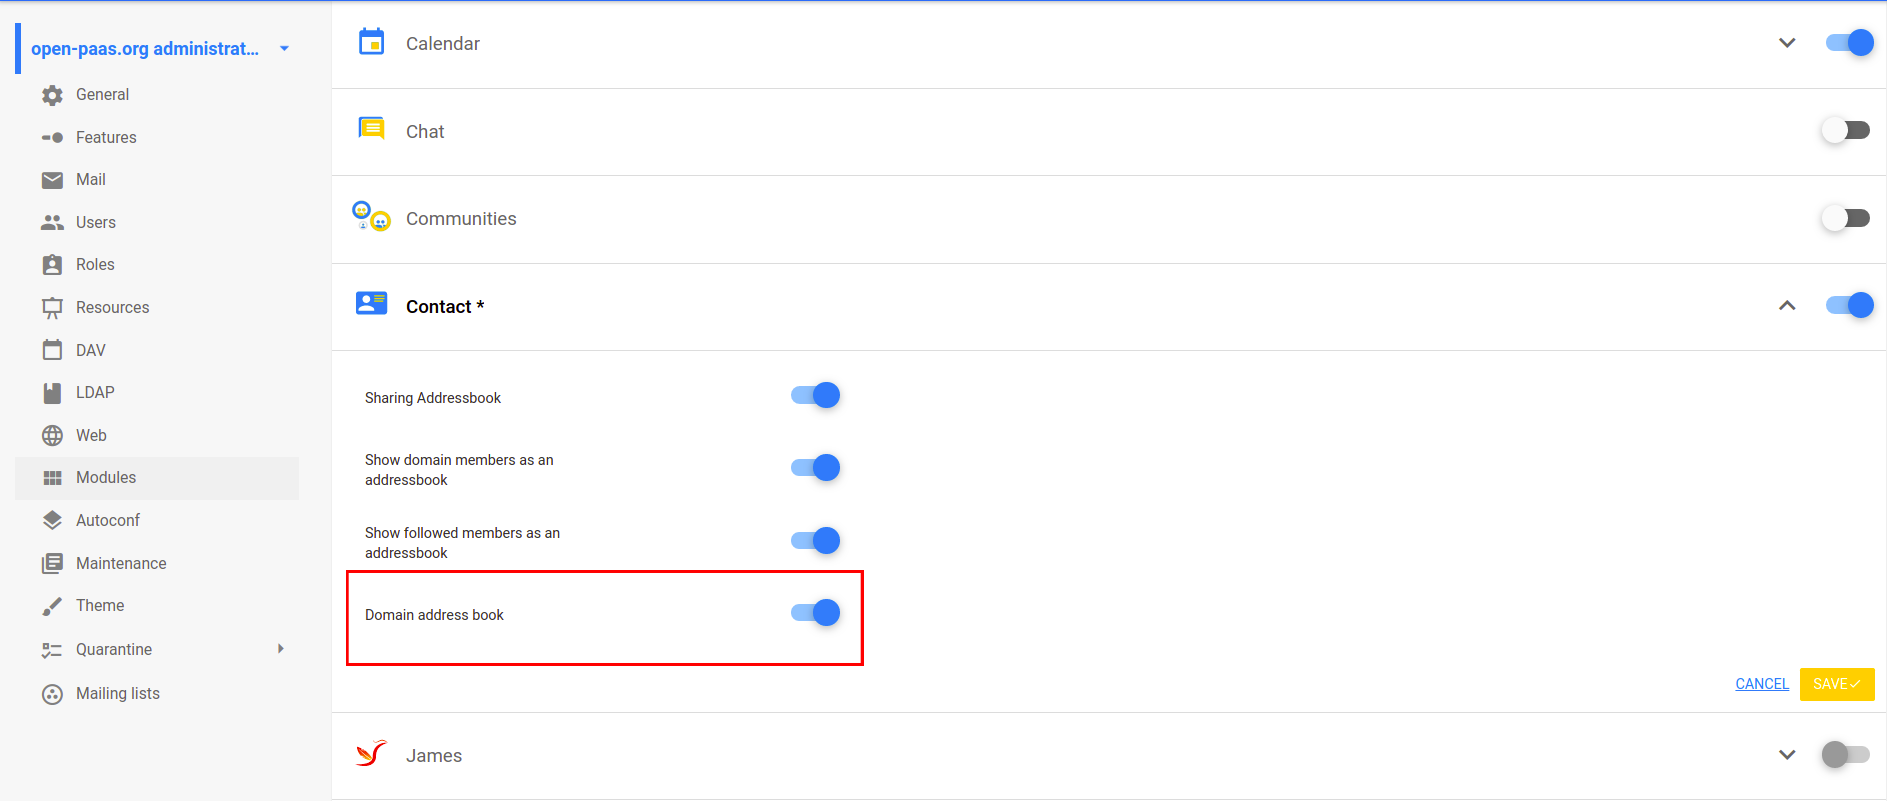 open-paas.org administrat...
General
Features
Mail
Users
Roles
Resources
DAV
LDAP
Web
Modules
Autoconf
Maintenance
Theme
Quarantine
Mailing lists
Calendar
Chat
Communities
Contact *
Sharing Addressbook
Show domain members as an
addressbook
Show followed members as an
addressbook
Domain address book
CANCEL
SAVE
James